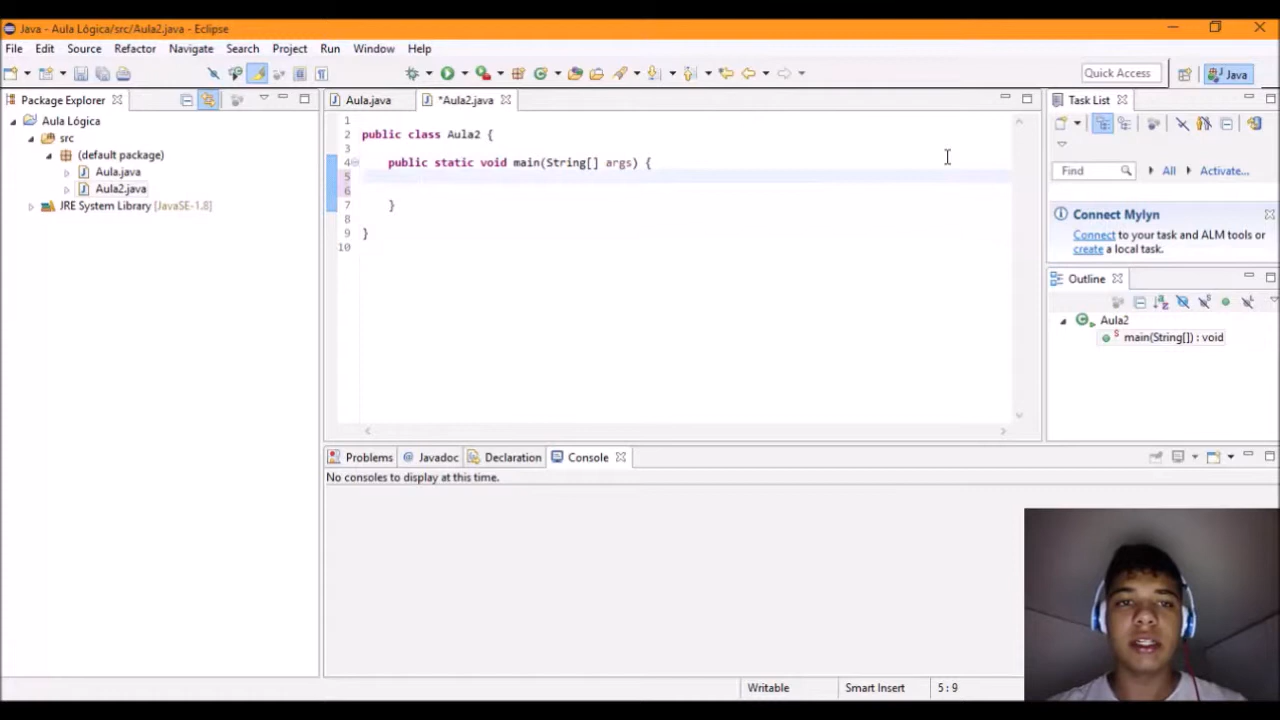 Java - Aula Lógica/src/Aula2.java - Eclipse
File Edit Source Refactor Navigate Search Project Run Window Help
Quick Access
Java
Package Explorer
Aula Lógica
src
(default package)
Aula.java
Aula2.java
JRE System Library [JavaSE-1.8]
Aula.java
*Aula2.java
1
2 public class Aula2 {
3
4 public static void main(String[] args) {
5
6
7 }
8
9 }
10
Task List
Find
All
Activate...
Connect Mylyn
Connect to your task and ALM tools or
create a local task.
Outline
Aula2
S main(String[]) : void
Problems @ Javadoc Declaration Console
No consoles to display at this time.
Writable Smart Insert 5 : 9